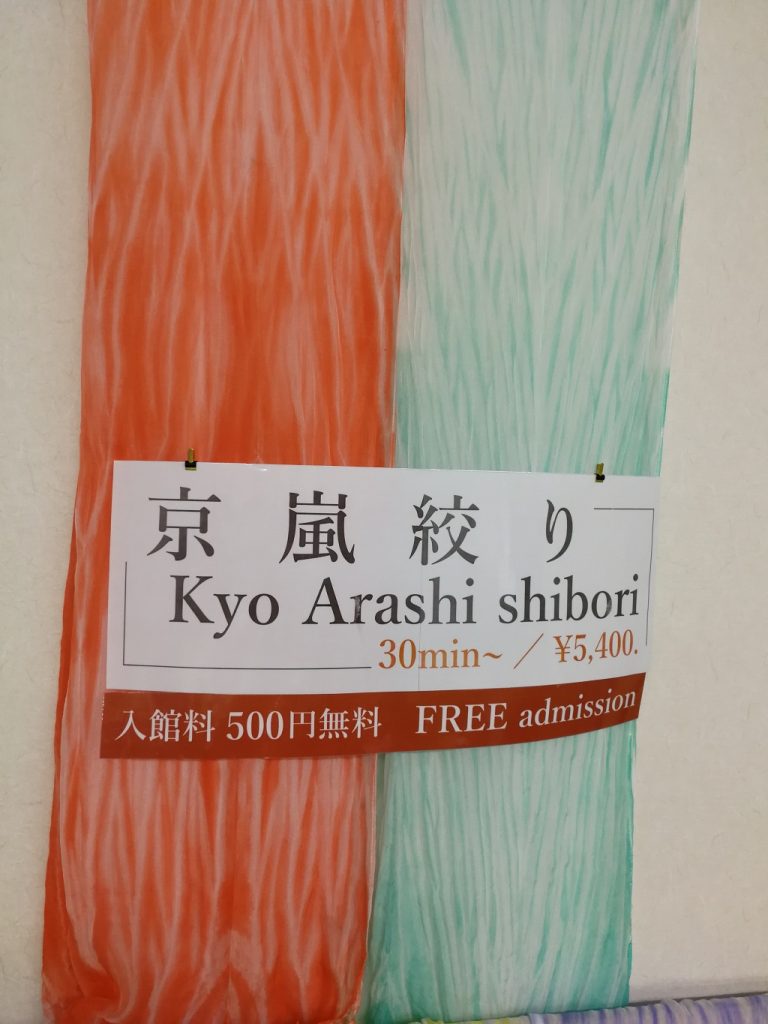 京嵐絞り
Kyo Arashi shibori
30min~ / ¥5,400.
入館料 500円無料 FREE admission